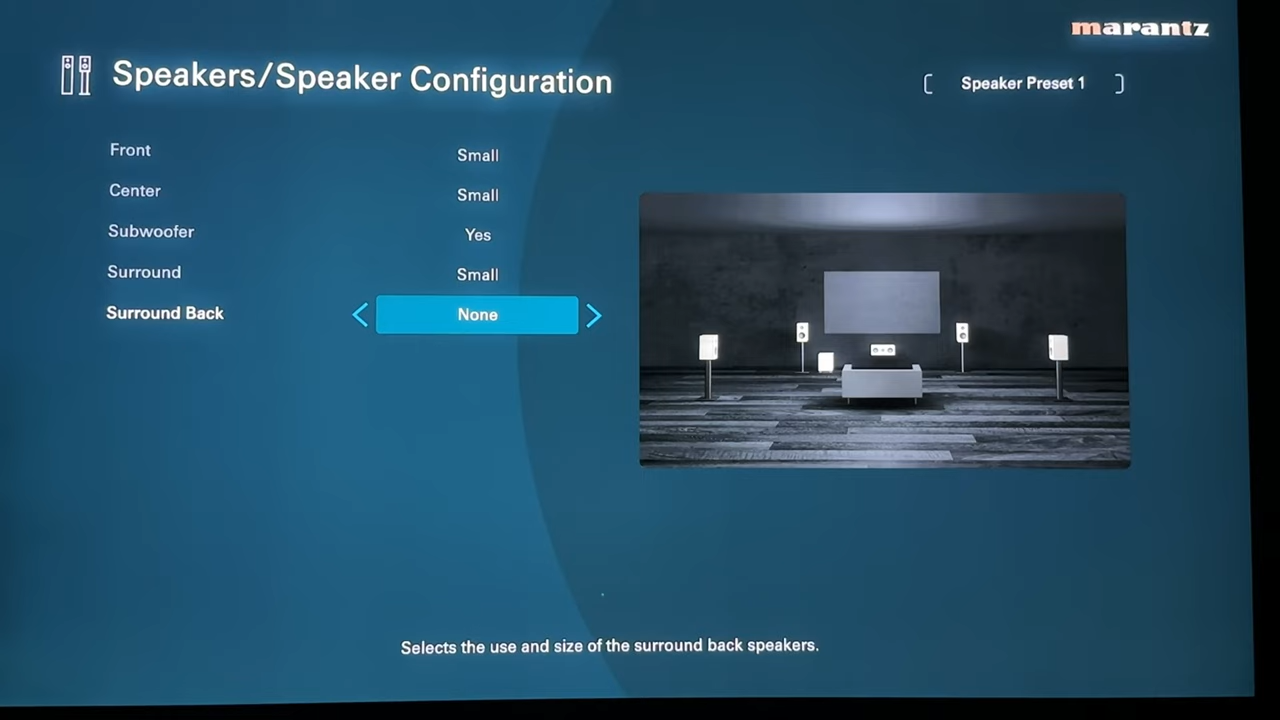 marantz
Speakers/Speaker Configuration
Speaker Preset 1
Front Small
Center Small
Subwoofer Yes
Surround Small
Surround Back None
Selects the use and size of the surround back speakers.